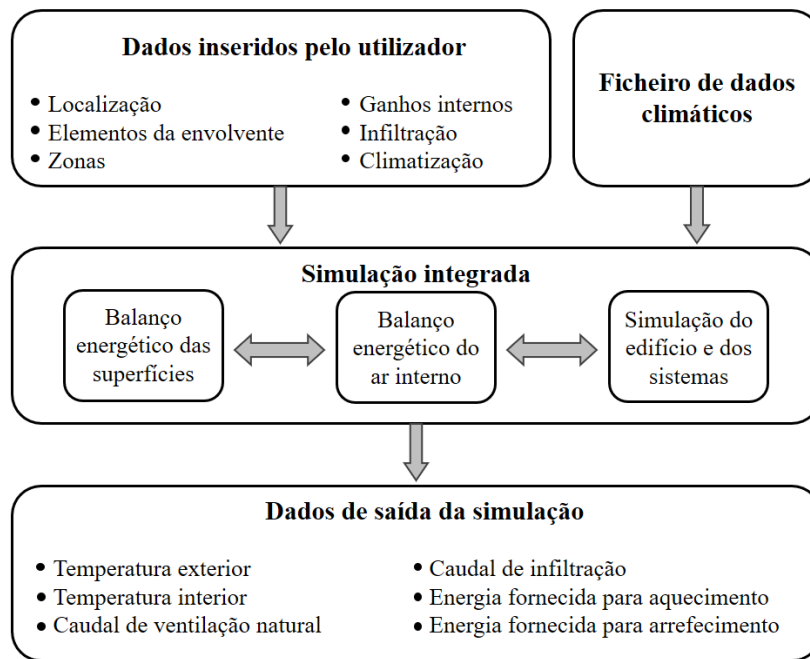 Dados inseridos pelo utilizador
• Localização
• Elementos da envolvente
• Zonas
• Ganhos internos
• Infiltração
• Climatização
Ficheiro de dados
climáticos
Simulação integrada
Balanço
energético das
superfícies
Balanço
energético do
ar interno
Simulação do
edifício e dos
sistemas
Dados de saída da simulação
• Temperatura exterior
• Temperatura interior
• Caudal de ventilação natural
• Caudal de infiltração
• Energia fornecida para aquecimento
• Energia fornecida para arrefecimento